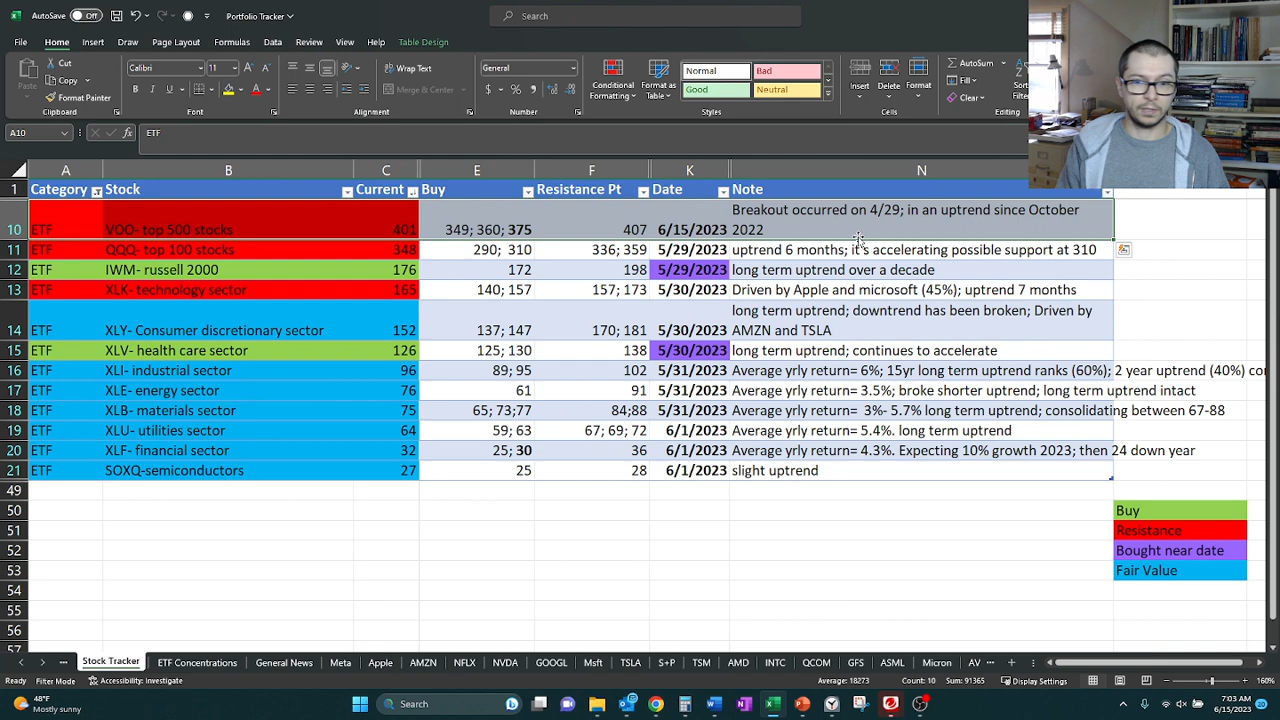 AutoSave Off Portfolio Tracker Search
File Home Insert Draw Page Layout Formulas Data Review View Automate Help Table Design
Paste Cut Copy Format Painter Clipboard
Calibri 11 Font
Wrap Text Merge & Center Alignment
General Number
Conditional Formatting Format as Table Normal Bad Good Neutral Styles
Insert Delete Format Cells
AutoSum Fill Clear
A10 fx ETF
A B C E F K N
1 Category Stock Current Buy Resistance Pt Date Note
10 ETF VOO- top 500 stocks 401 349; 360; 375 407 6/15/2023 Breakout occurred on 4/29; in an uptrend since October
2022
11 ETF QQQ- top 100 stocks 348 290; 310 336; 359 5/29/2023 uptrend 6 months; it's accelerating possible support at 310
12 ETF IWM- russell 2000 176 172 198 5/29/2023 long term uptrend over a decade
13 ETF XLK- technology sector 165 140; 157 157; 173 5/30/2023 Driven by Apple and microsoft (45%); uptrend 7 months
14 ETF XLY- Consumer discretionary sector 152 137; 147 170; 181 5/30/2023 long term uptrend; downtrend has been broken; Driven by
AMZN and TSLA
15 ETF XLV- health care sector 126 125; 130 138 5/30/2023 long term uptrend; continues to accelerate
16 ETF XLI- industrial sector 96 89; 95 102 5/31/2023 Average yrly return= 6%; 15yr long term uptrend ranks (60%); 2 year uptrend (40%) con
17 ETF XLE- energy sector 76 61 91 5/31/2023 Average yrly return= 3.5%; broke shorter uptrend; long term uptrend intact
18 ETF XLB- materials sector 75 65; 73;77 84;88 5/31/2023 Average yrly return= 3%- 5.7% long term uptrend; consolidating between 67-88
19 ETF XLU- utilities sector 64 59; 63 67; 69; 72 6/1/2023 Average yrly return= 5.4%. long term uptrend
20 ETF XLF- financial sector 32 25; 30 36 6/1/2023 Average yrly return= 4.3%. Expecting 10% growth 2023; then 24 down year
21 ETF SOXQ-semiconductors 27 25 28 6/1/2023 slight uptrend
49
50 Buy
51 Resistance
52 Bought near date
53 Fair Value
54
55
56
57
Stock Tracker ETF Concentrations General News Meta Apple AMZN NFLX NVDA GOOGL Msft TSLA S+P TSM AMD INTC QCOM GFS ASML Micron AV
Ready Filter Mode Accessibility: Investigate Average: 18273 Count: 10 Sum: 91365 Display Settings 160%
48°F
Mostly sunny
Search
7:03 AM
6/15/2023
20